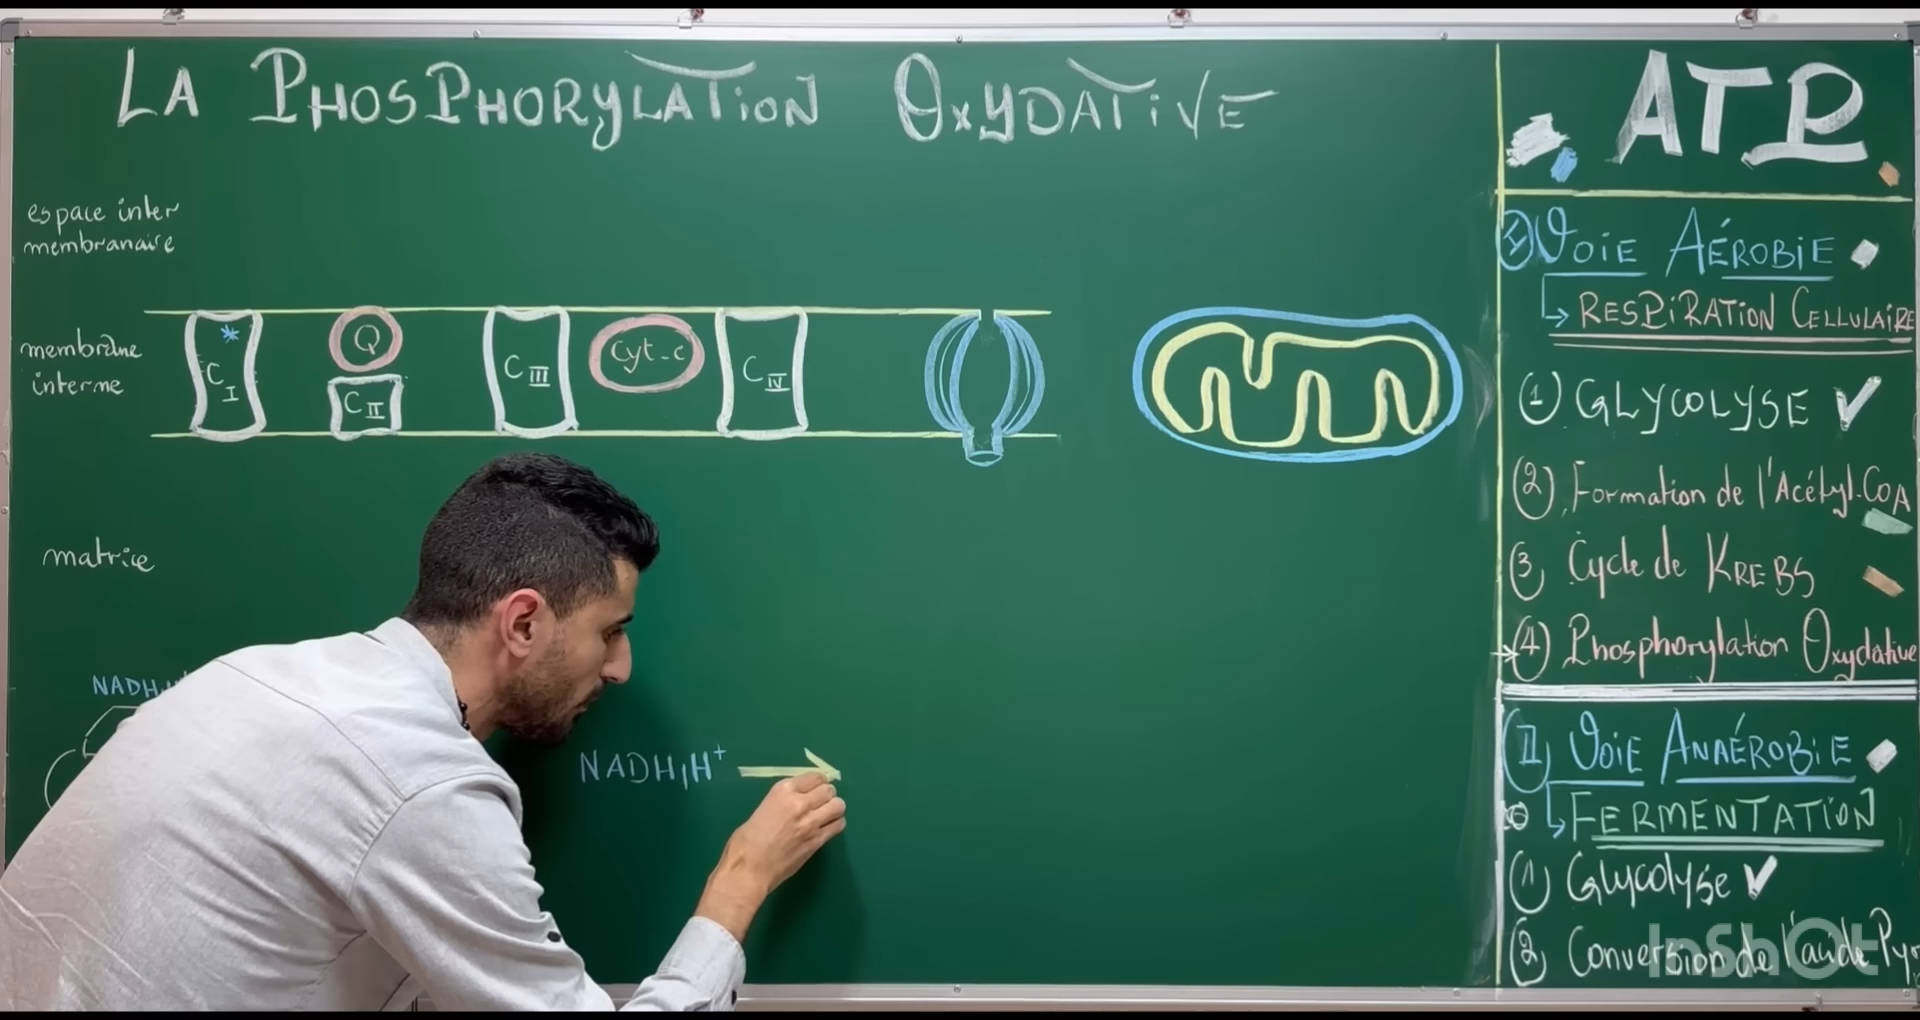 LA PHOSPHORYLATION OXYDATIVE
espace inter
membranaire
membrane
interne
matrice
C I
Q
C II
C III
Cyt-c
C IV
NADH,H
NADH,H+
ATP
I VOIE AÉROBIE
RESPIRATION CELLULAIRE
1 GLYCOLYSE
2 Formation de l'Acétyl-CoA
3 Cycle de KREBS
4 Phosphorylation Oxydative
II VOIE ANAÉROBIE
FERMENTATION
1 Glycolyse
2 Conversion de l'acide Pyr
InShOt